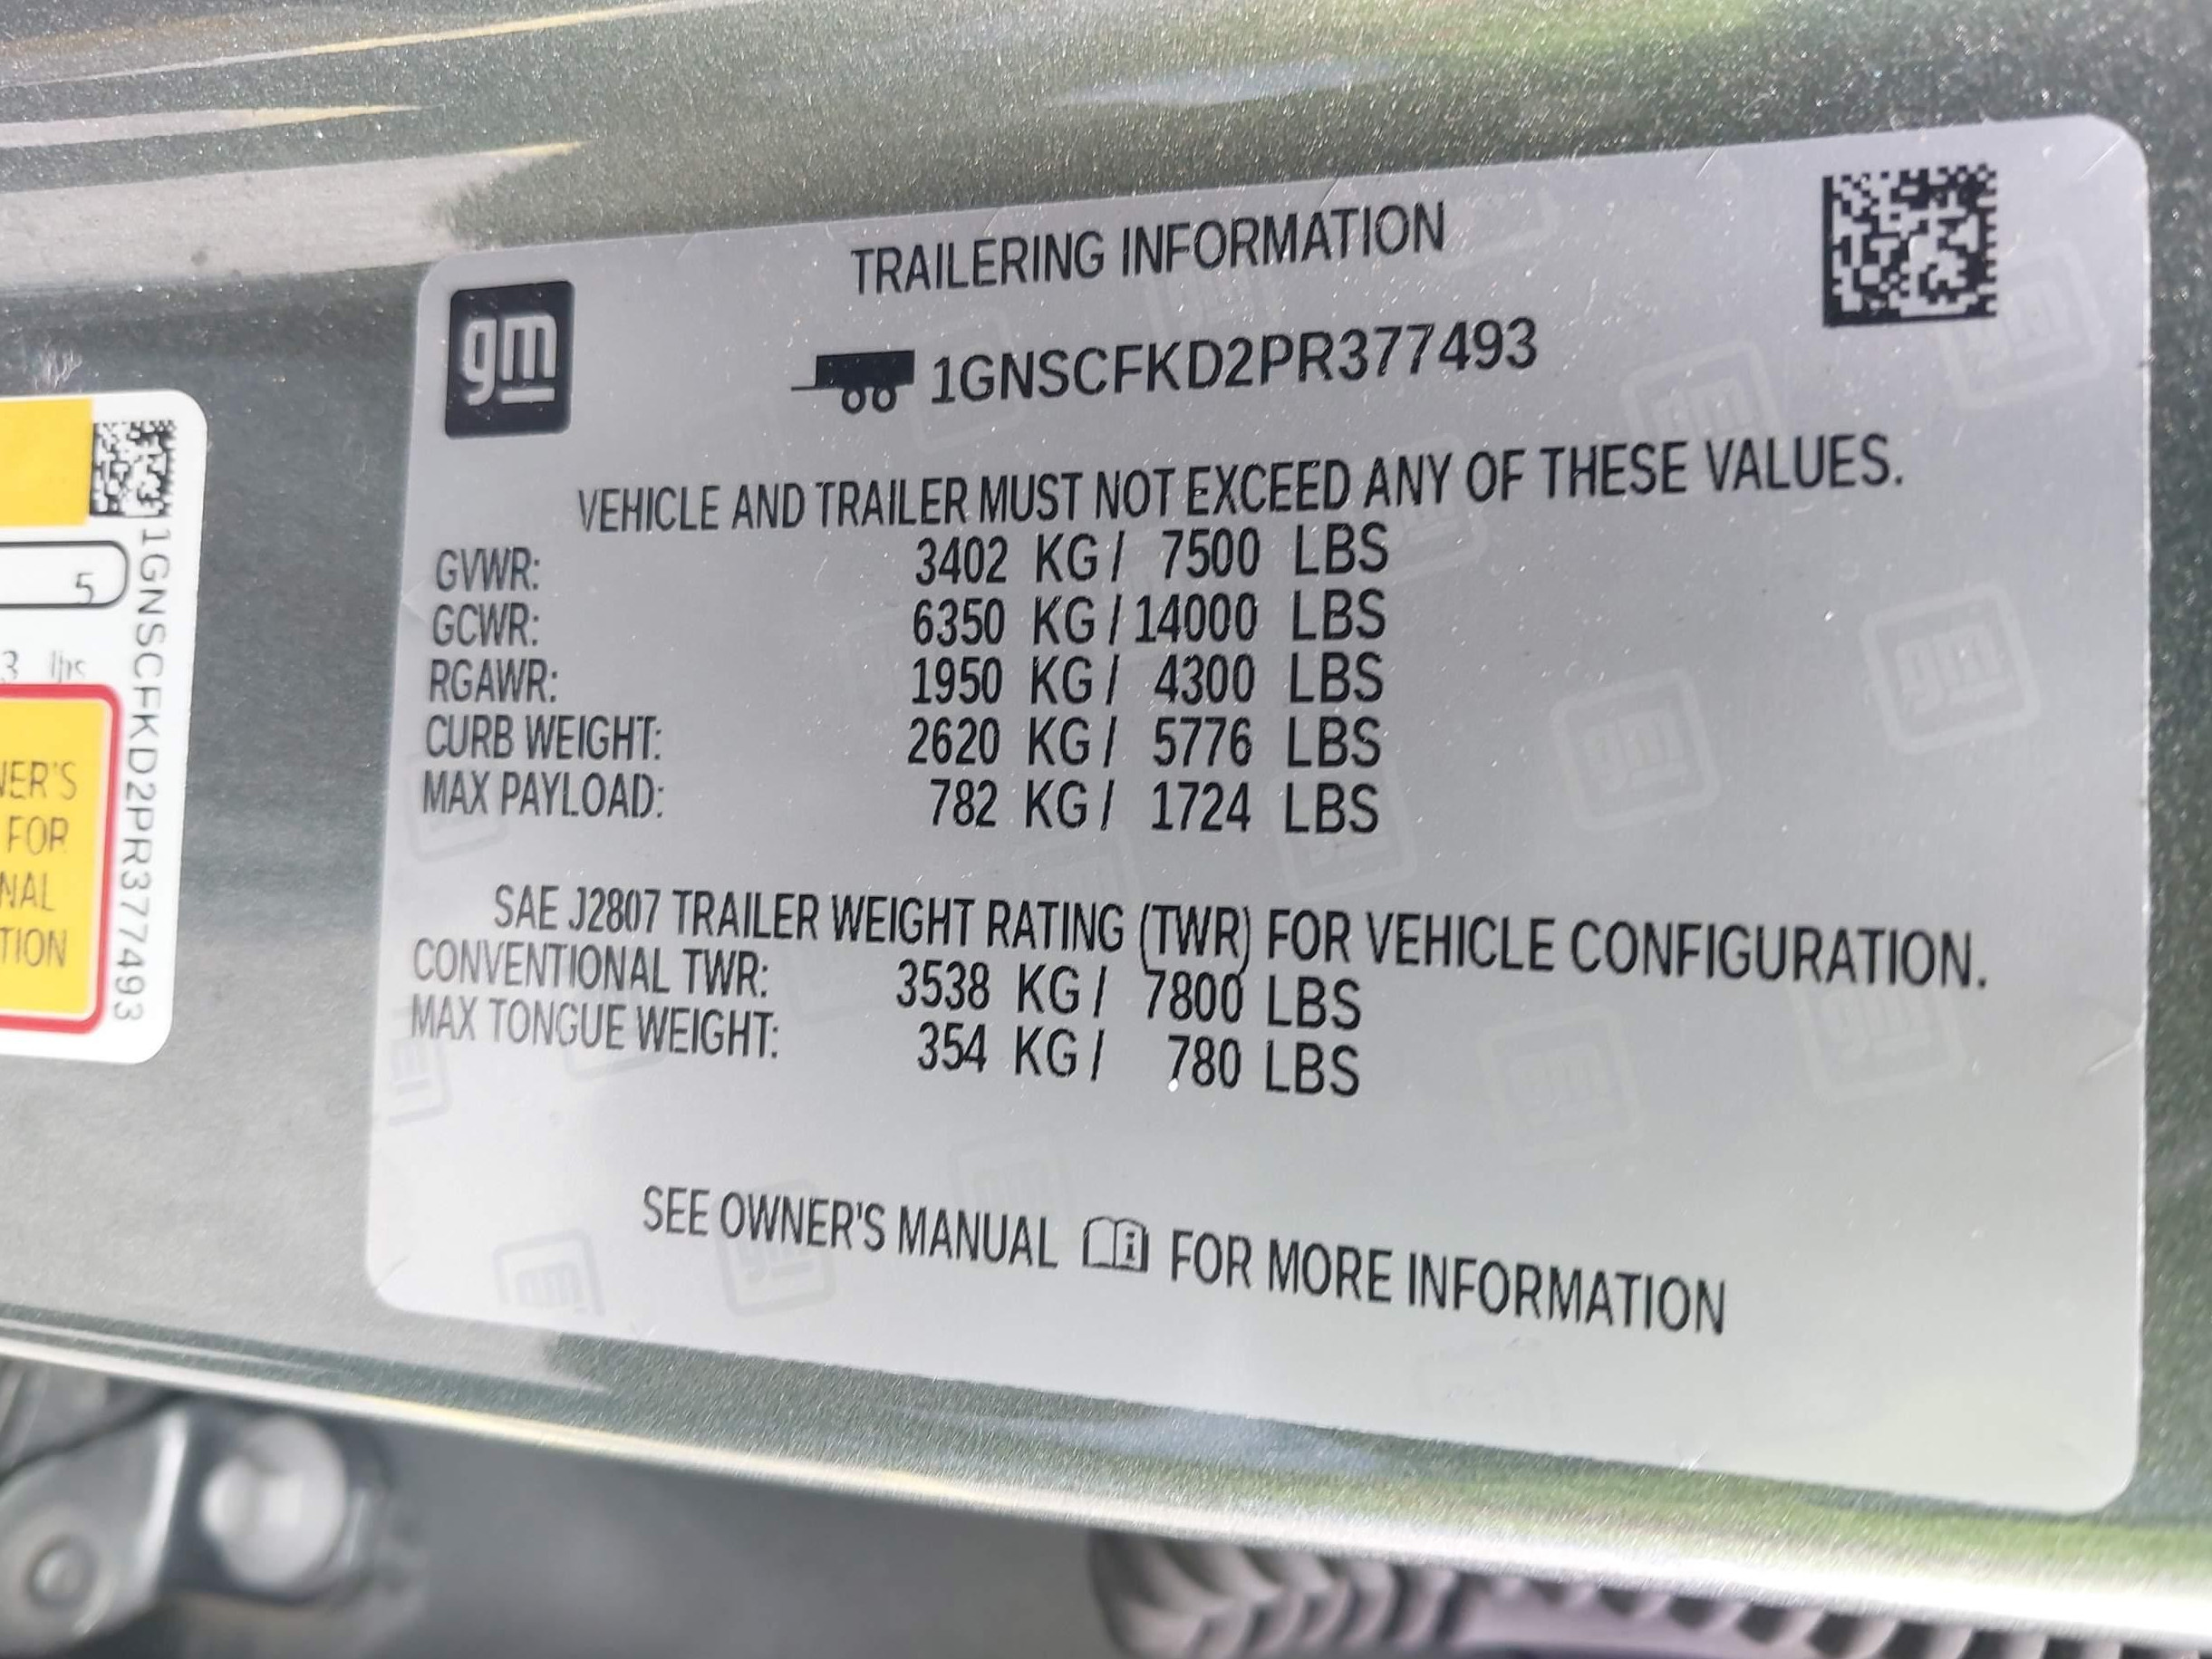 gm
TRAILERING INFORMATION
1GNSCFKD2PR377493
VEHICLE AND TRAILER MUST NOT EXCEED ANY OF THESE VALUES.
GVWR: 3402 KG / 7500 LBS
GCWR: 6350 KG / 14000 LBS
RGAWR: 1950 KG / 4300 LBS
CURB WEIGHT: 2620 KG / 5776 LBS
MAX PAYLOAD: 782 KG / 1724 LBS
SAE J2807 TRAILER WEIGHT RATING (TWR) FOR VEHICLE CONFIGURATION.
CONVENTIONAL TWR: 3538 KG / 7800 LBS
MAX TONGUE WEIGHT: 354 KG / 780 LBS
SEE OWNER'S MANUAL i FOR MORE INFORMATION
1GNSCFKD2PR377493
5
3 lbs
NER'S
FOR
NAL
TION